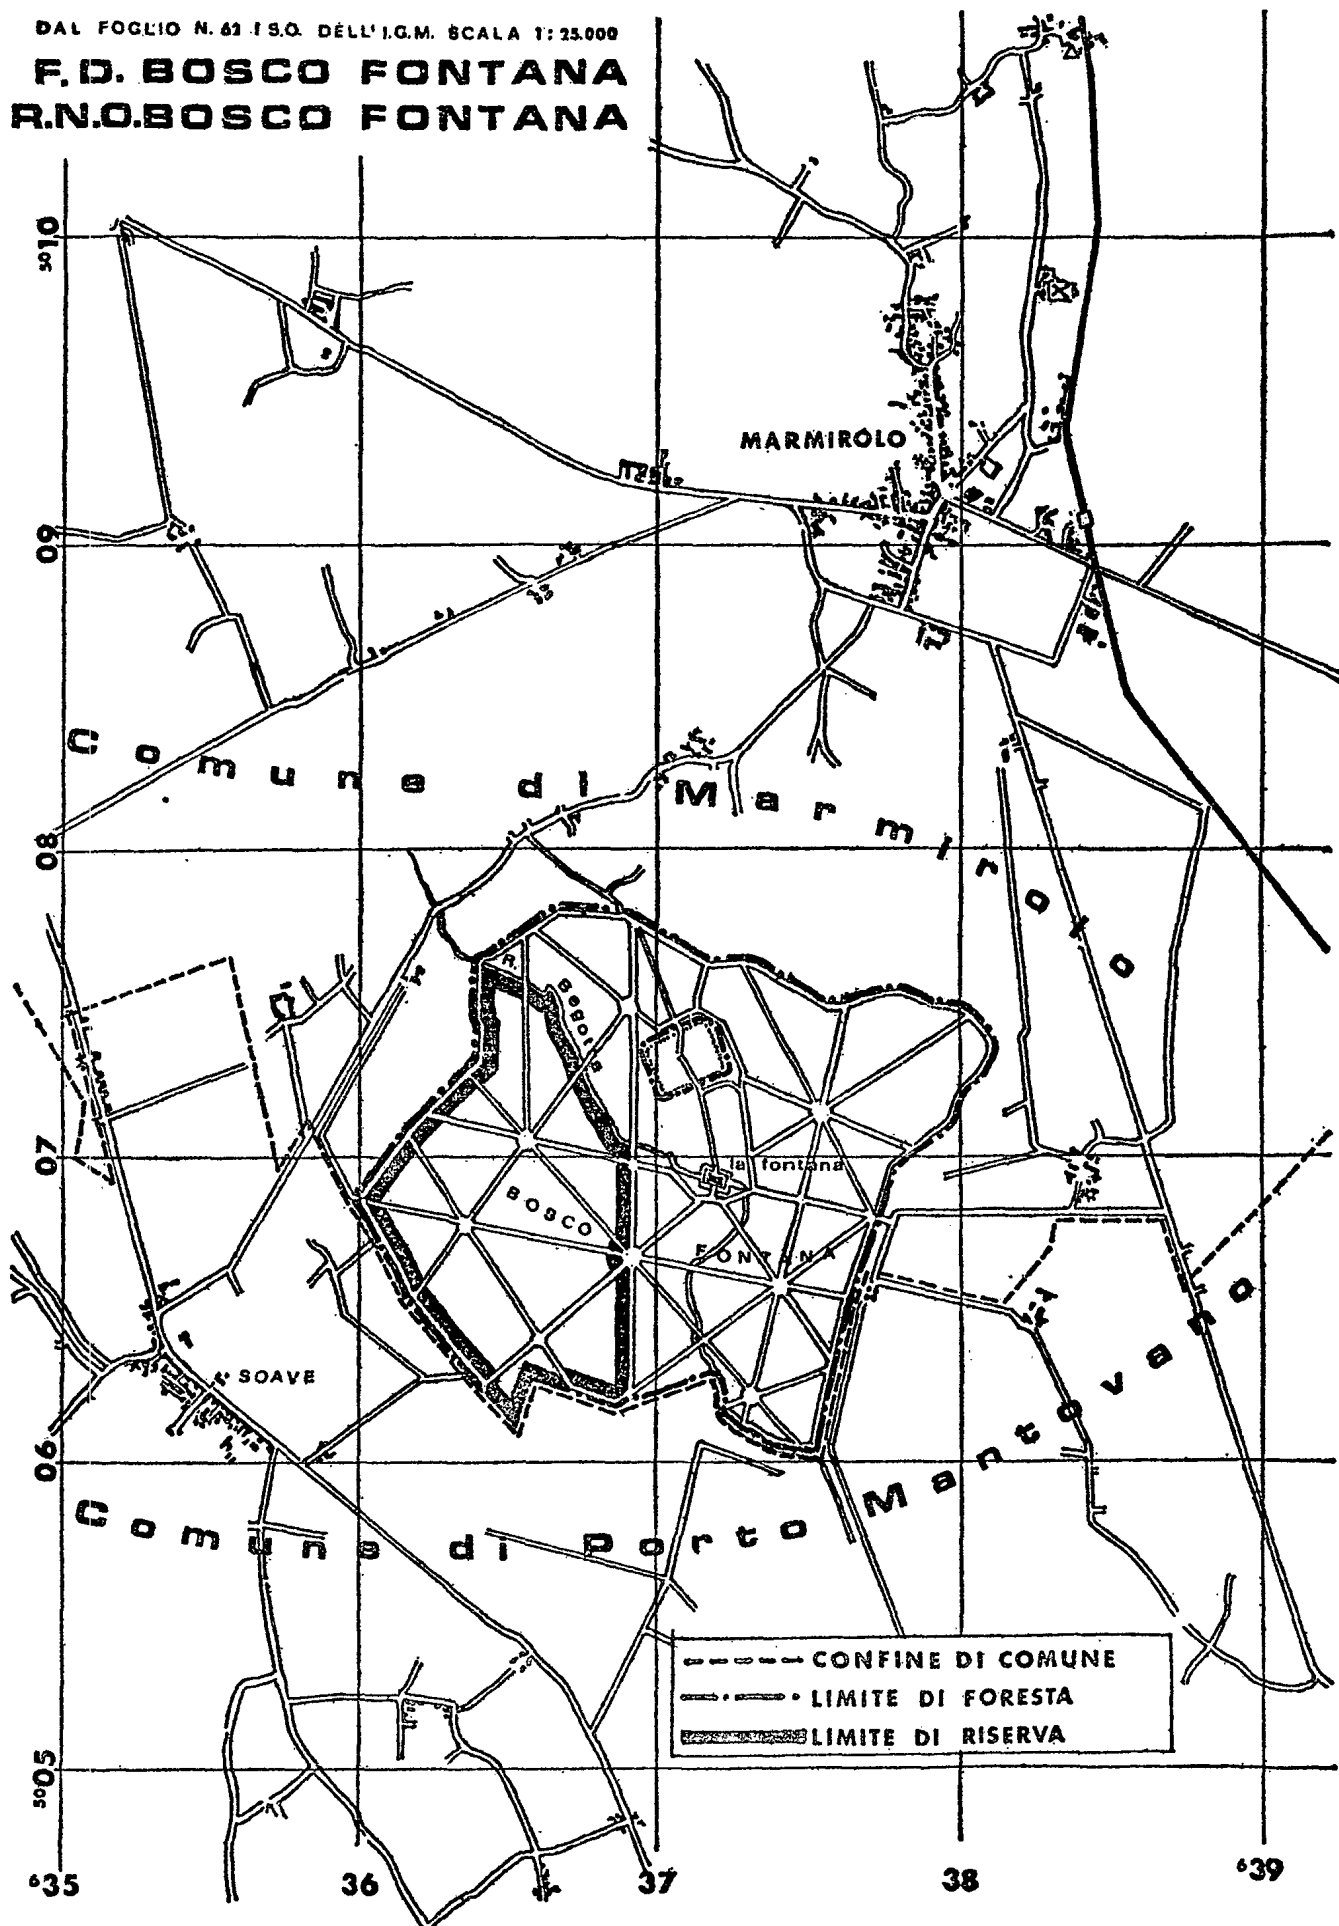 DAL FOGLIO N. 62 I S.O. DELL' I.G.M. SCALA 1: 25.000
F.D. BOSCO FONTANA
R.N.O. BOSCO FONTANA
5010
MARMIROLO
09
Comune di Marmirolo
08
R. Begotta
07
la fontana
BOSCO FONTANA
SOAVE
06
Comune di Porto Mantovano
CONFINE DI COMUNE
LIMITE DI FORESTA
LIMITE DI RISERVA
5005
635 36 37 38 639